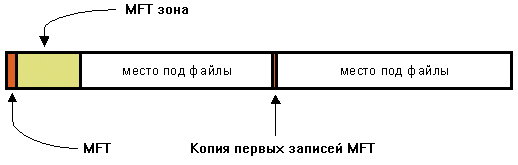 MFT зона
место под файлы
место под файлы
MFT
Копия первых записей MFT